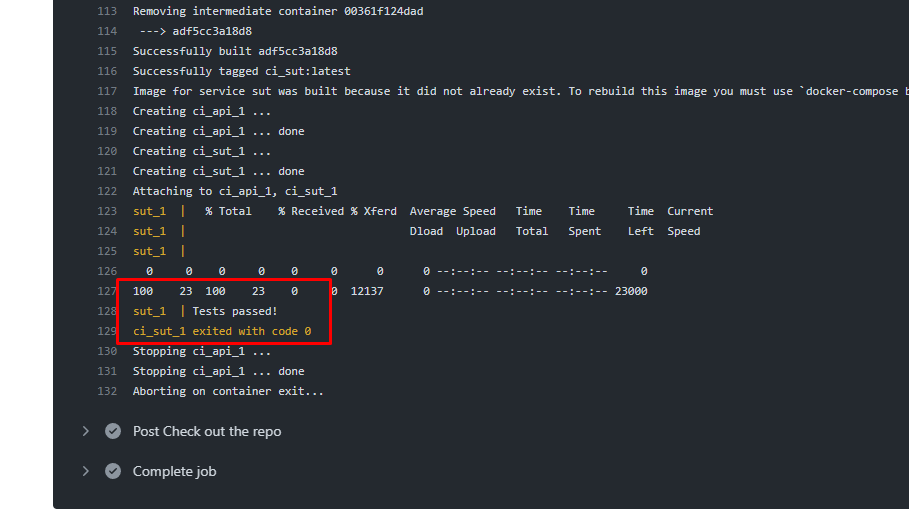 113 Removing intermediate container 00361f124dad
114 ---> adf5cc3a18d8
115 Successfully built adf5cc3a18d8
116 Successfully tagged ci_sut:latest
117 Image for service sut was built because it did not already exist. To rebuild this image you must use `docker-compose b
118 Creating ci_api_1 ...
119 Creating ci_api_1 ... done
120 Creating ci_sut_1 ...
121 Creating ci_sut_1 ... done
122 Attaching to ci_api_1, ci_sut_1
123 sut_1 | % Total % Received % Xferd Average Speed Time Time Time Current
124 sut_1 | Dload Upload Total Spent Left Speed
125 sut_1 |
126 0 0 0 0 0 0 0 0 --:--:-- --:--:-- --:--:-- 0
127 100 23 100 23 0 0 12137 0 --:--:-- --:--:-- --:--:-- 23000
128 sut_1 | Tests passed!
129 ci_sut_1 exited with code 0
130 Stopping ci_api_1 ...
131 Stopping ci_api_1 ... done
132 Aborting on container exit...
Post Check out the repo
Complete job